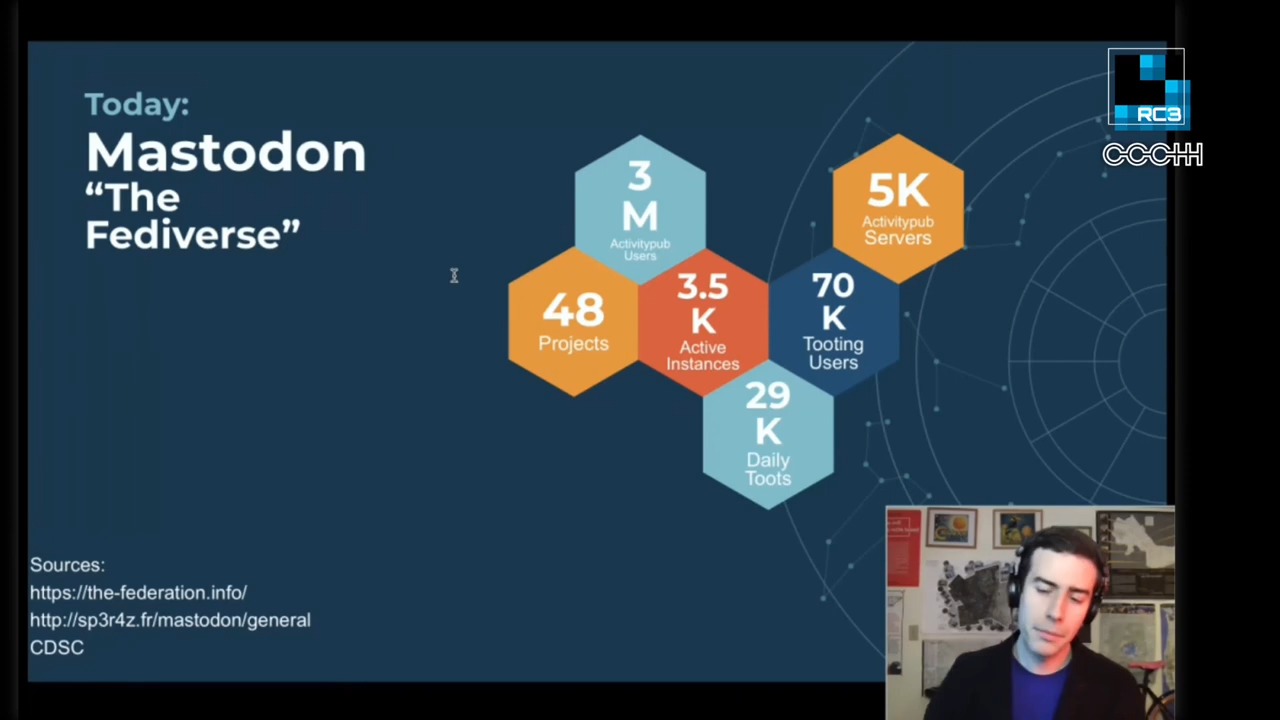 Today:
Mastodon
“The
Fediverse”
3
M
Activitypub
Users
5K
Activitypub
Servers
48
Projects
3.5
K
Active
Instances
70
K
Tooting
Users
29
K
Daily
Toots
Sources:
https://the-federation.info/
http://sp3r4z.fr/mastodon/general
CDSC
RC3
CCCHH